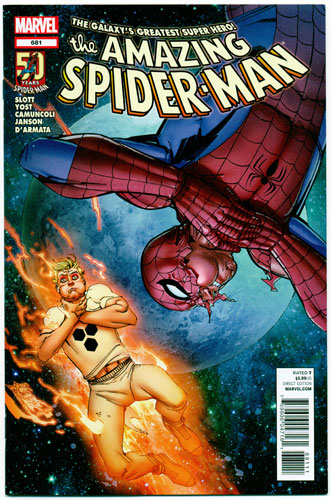 MARVEL
681
50
YEARS
SPIDER-MAN
THE GALAXY'S GREATEST SUPER HERO!
the AMAZING
SPIDER-MAN
SLOTT
YOST
CAMUNCOLI
JANSON
D'ARMATA
RATED T
$3.99 US
DIRECT EDITION
MARVEL.COM